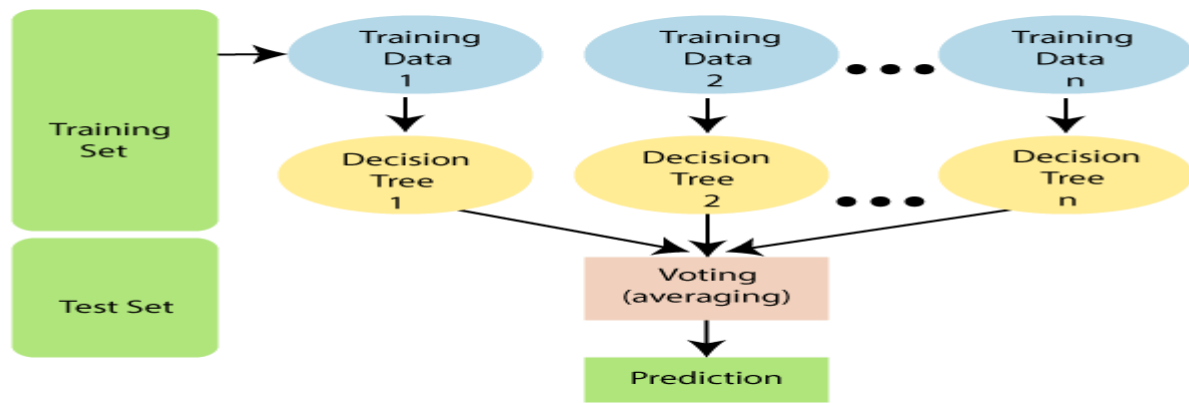 Training
Set
Test Set
Training
Data
1
Training
Data
2
Training
Data
n
Decision
Tree
1
Decision
Tree
2
Decision
Tree
n
Voting
(averaging)
Prediction